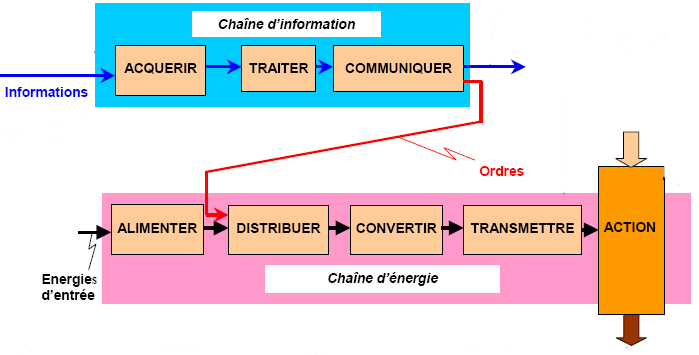 Chaîne d'information
ACQUERIR
TRAITER
COMMUNIQUER
Informations
Ordres
ALIMENTER
DISTRIBUER
CONVERTIR
TRANSMETTRE
ACTION
Energies
d'entrée
Chaîne d'énergie